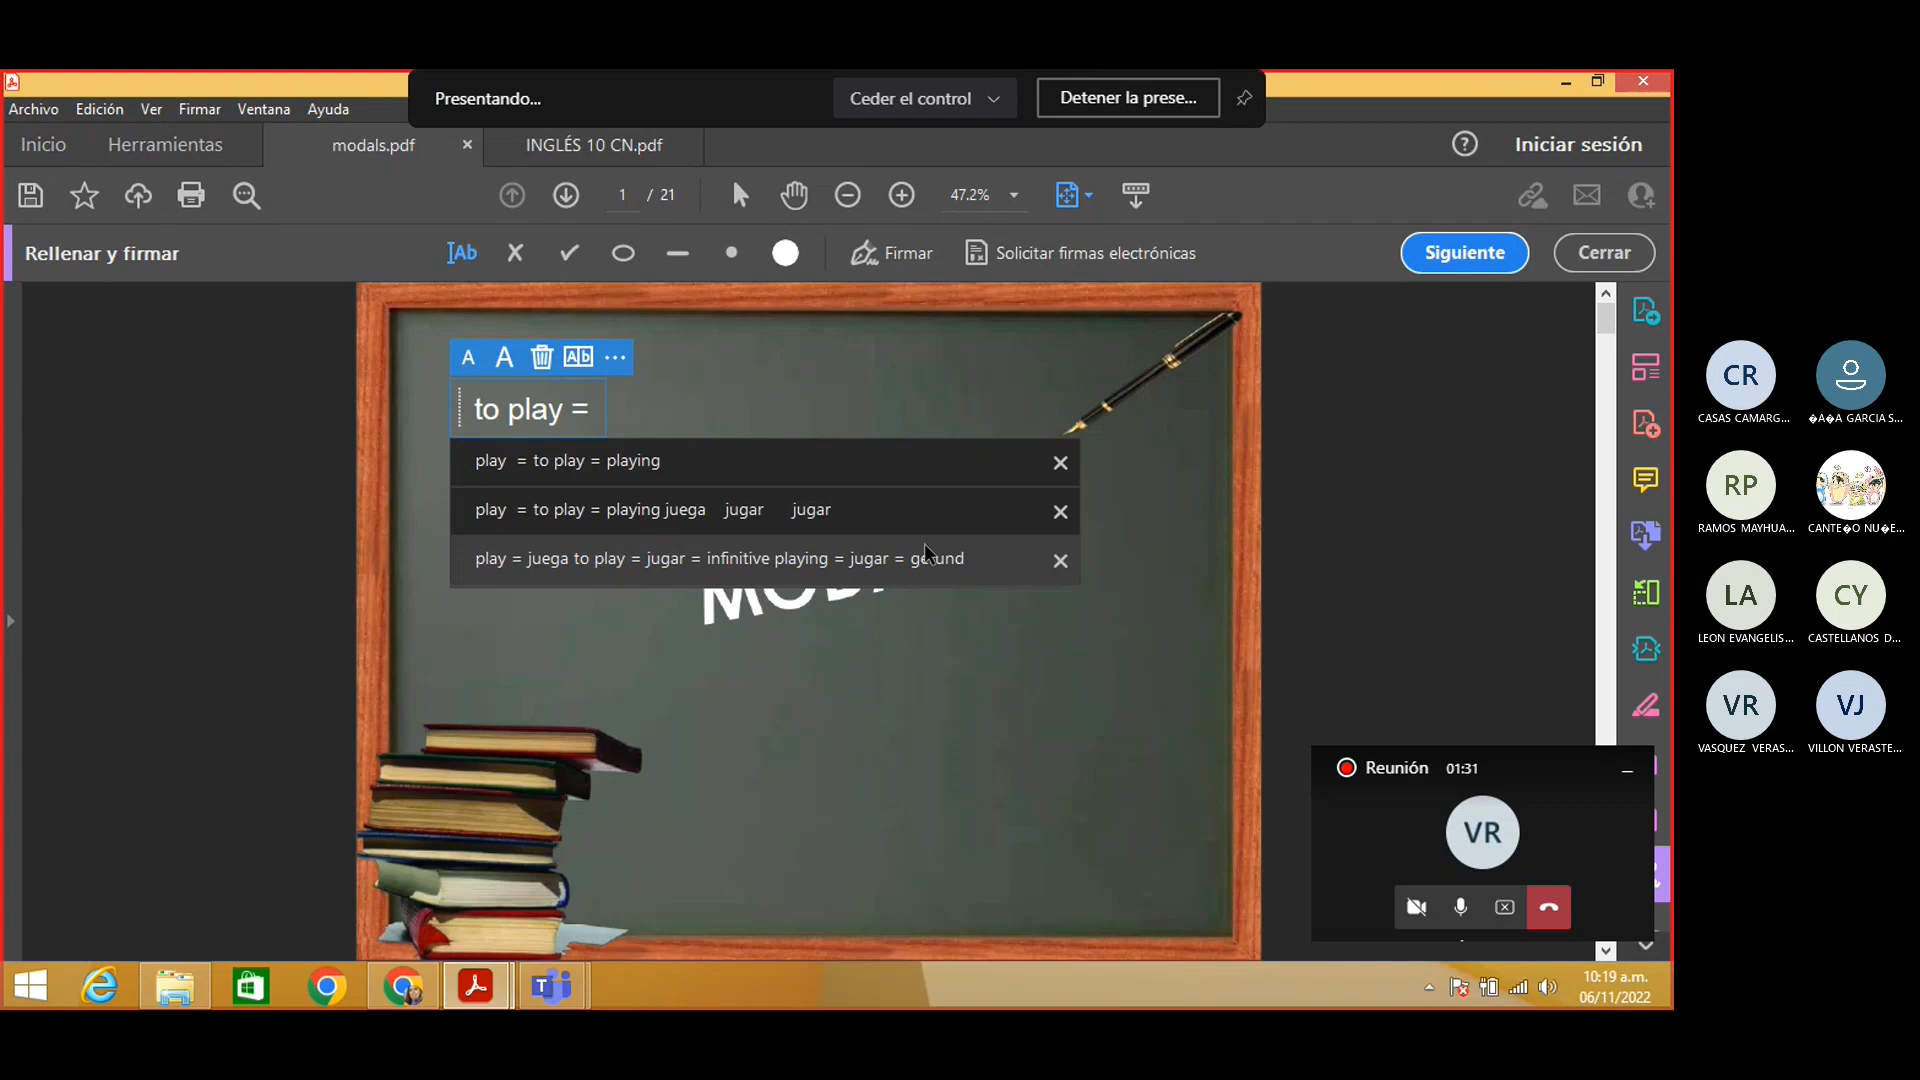 Presentando...
Ceder el control
Detener la prese...
Archivo Edición Ver Firmar Ventana Ayuda
Inicio Herramientas modals.pdf INGLÉS 10 CN.pdf Iniciar sesión
1 / 21 47.2%
Rellenar y firmar
Firmar Solicitar firmas electrónicas Siguiente Cerrar
to play =
play = to play = playing
play = to play = playing juega jugar jugar
play = juega to play = jugar = infinitive playing = jugar =
CR
CASAS CAMARG...
�A�A GARCIA S...
RP
RAMOS MAYHUA...
CANTE�O NU�E...
LA
LEON EVANGELIS...
CY
CASTELLANOS D...
VR
VASQUEZ VERAS...
VJ
VILLON VERASTE...
Reunión 01:31
VR
10:19 a.m.
06/11/2022